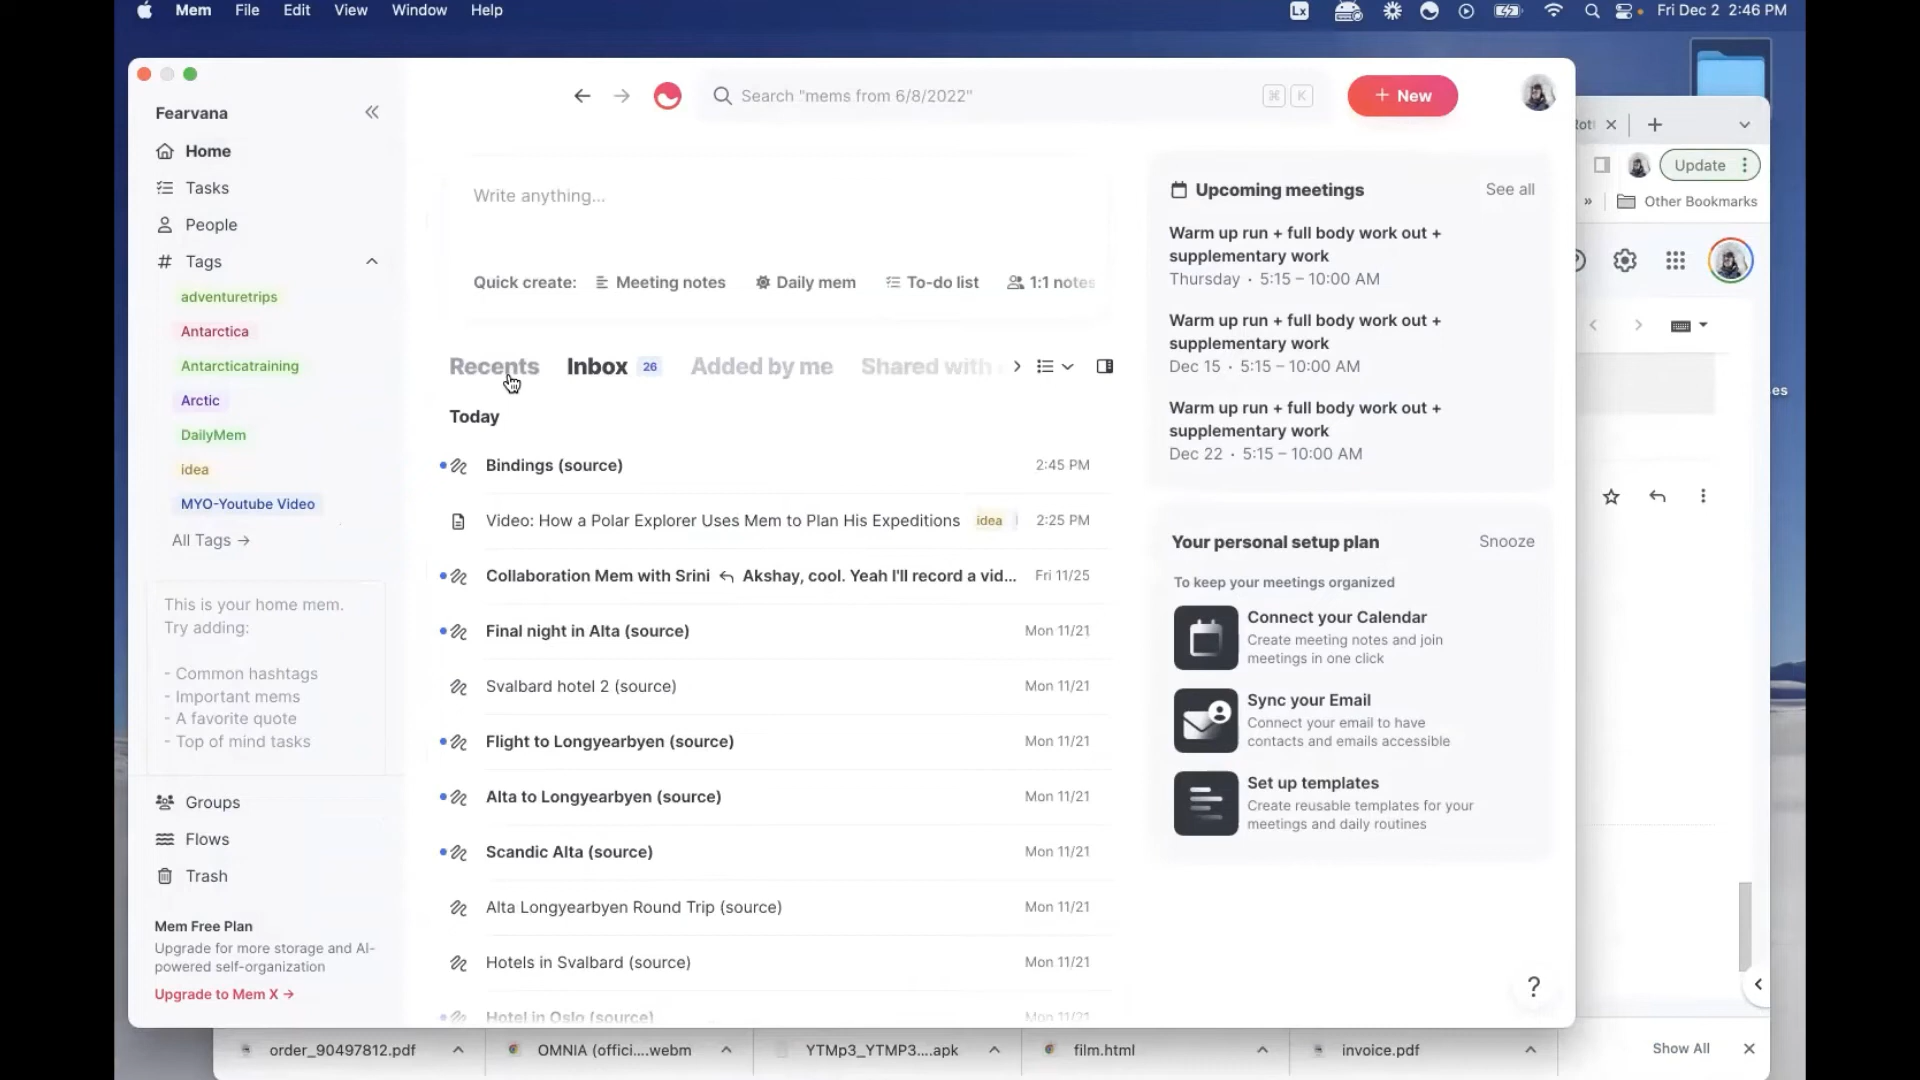 Mem File Edit View Window Help
Lx
Fri Dec 2 2:46 PM
Fearvana
Search "mems from 6/8/2022"
⌘ K
+ New
Home
Tasks
People
# Tags
adventuretrips
Antarctica
Antarcticatraining
Arctic
DailyMem
idea
MYO-Youtube Video
All Tags →
This is your home mem.
Try adding:
- Common hashtags
- Important mems
- A favorite quote
- Top of mind tasks
Groups
Flows
Trash
Mem Free Plan
Upgrade for more storage and AI-
powered self-organization
Upgrade to Mem X →
Write anything...
Quick create: Meeting notes Daily mem To-do list 1:1 notes
Recents Inbox 26 Added by me Shared with
Today
Bindings (source) 2:45 PM
Video: How a Polar Explorer Uses Mem to Plan His Expeditions idea 2:25 PM
Collaboration Mem with Srini Akshay, cool. Yeah I'll record a vid... Fri 11/25
Final night in Alta (source) Mon 11/21
Svalbard hotel 2 (source) Mon 11/21
Flight to Longyearbyen (source) Mon 11/21
Alta to Longyearbyen (source) Mon 11/21
Scandic Alta (source) Mon 11/21
Alta Longyearbyen Round Trip (source) Mon 11/21
Hotels in Svalbard (source) Mon 11/21
Hotel in Oslo (source) Mon 11/21
Upcoming meetings See all
Warm up run + full body work out +
supplementary work
Thursday · 5:15 – 10:00 AM
Warm up run + full body work out +
supplementary work
Dec 15 · 5:15 – 10:00 AM
Warm up run + full body work out +
supplementary work
Dec 22 · 5:15 – 10:00 AM
Your personal setup plan Snooze
To keep your meetings organized
Connect your Calendar
Create meeting notes and join
meetings in one click
Sync your Email
Connect your email to have
contacts and emails accessible
Set up templates
Create reusable templates for your
meetings and daily routines
?
Update
» Other Bookmarks
es
order_90497812.pdf
OMNIA (offici....webm
YTMp3_YTMP3....apk
film.html
invoice.pdf
Show All